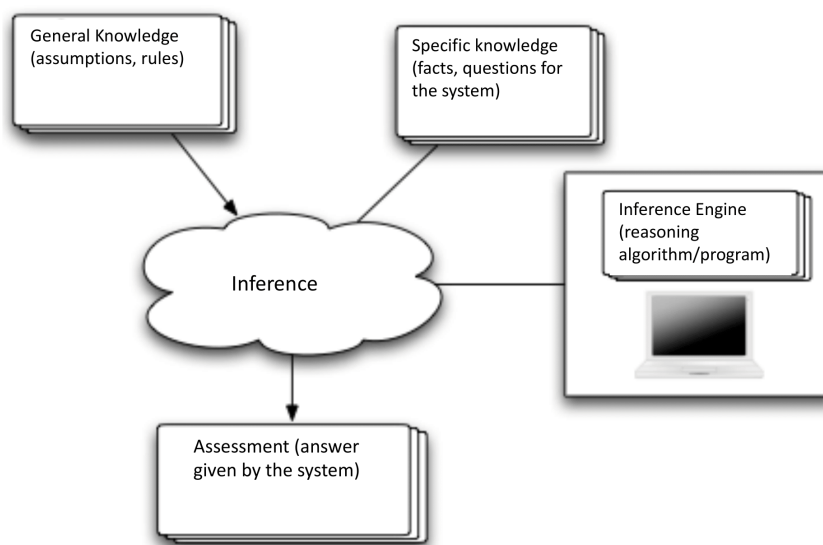 General Knowledge
(assumptions, rules)
Specific knowledge
(facts, questions for
the system)
Inference Engine
(reasoning
algorithm/program)
Inference
Assessment (answer
given by the system)